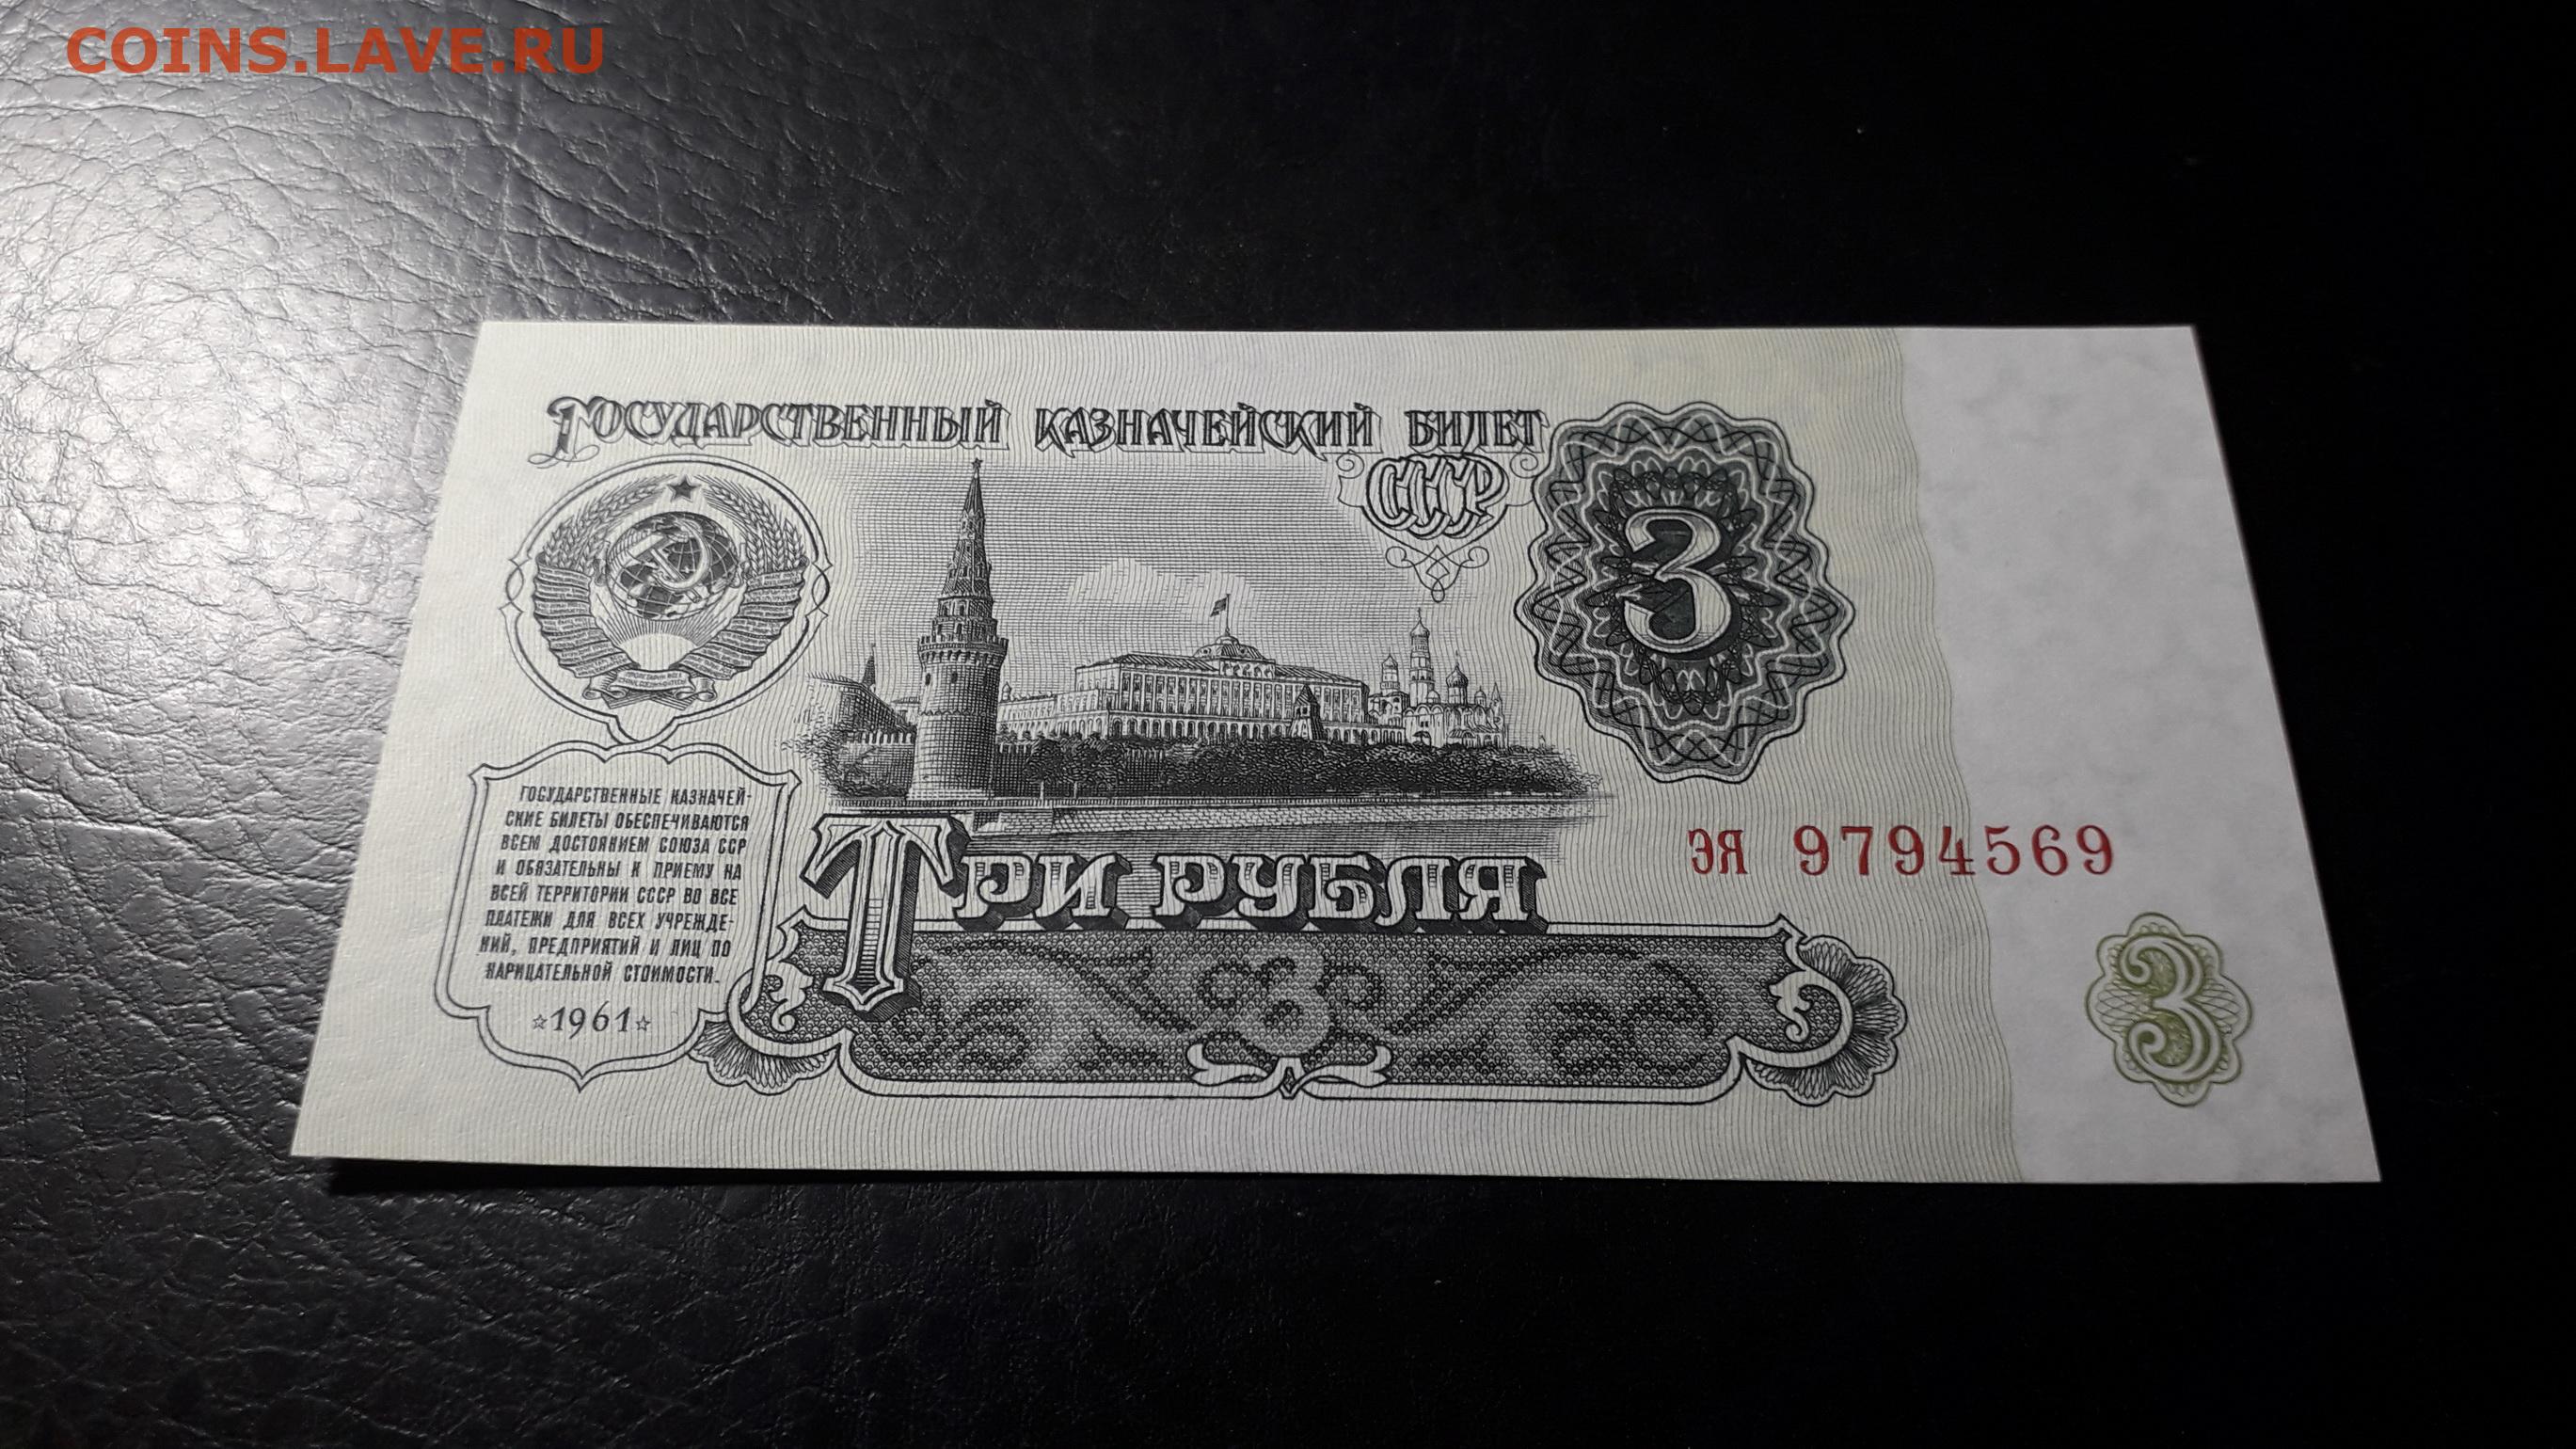 COINS.LAVE.RU
ГОСУДАРСТВЕННЫЙ КАЗНАЧЕЙСКИЙ БИЛЕТ
СССР
3
ГОСУДАРСТВЕННЫЕ КАЗНАЧЕЙ-
СКИЕ БИЛЕТЫ ОБЕСПЕЧИВАЮТСЯ
ВСЕМ ДОСТОЯНИЕМ СОЮЗА ССР
И ОБЯЗАТЕЛЬНЫ К ПРИЕМУ НА
ВСЕЙ ТЕРРИТОРИИ СССР ВО ВСЕ
ПЛАТЕЖИ ДЛЯ ВСЕХ УЧРЕЖДЕ-
НИЙ, ПРЕДПРИЯТИЙ И ЛИЦ ПО
НАРИЦАТЕЛЬНОЙ СТОИМОСТИ.
☆1961☆
ТРИ РУБЛЯ
ЭЯ 9794569
3
3